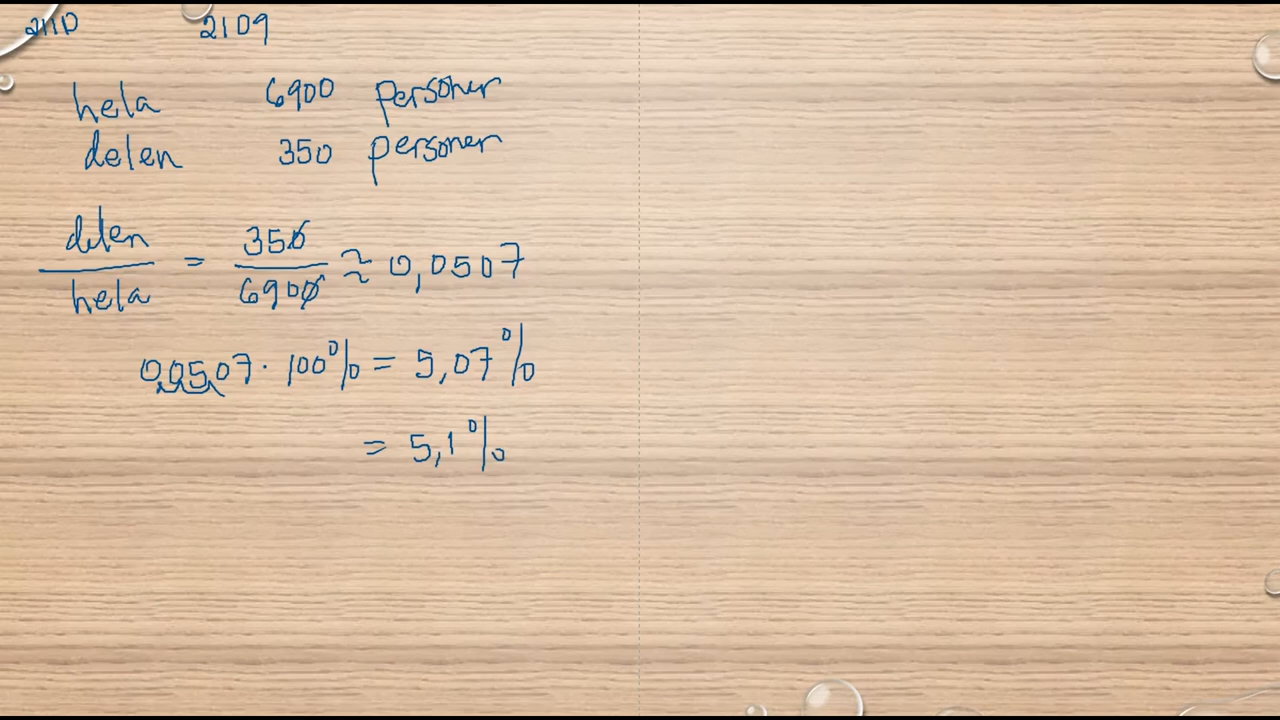 2110 2109
hela 6900 personer
delen 350 personer
delen/hela = 350/6900 ≈ 0,0507
0,0507 · 100% = 5,07%
= 5,1%